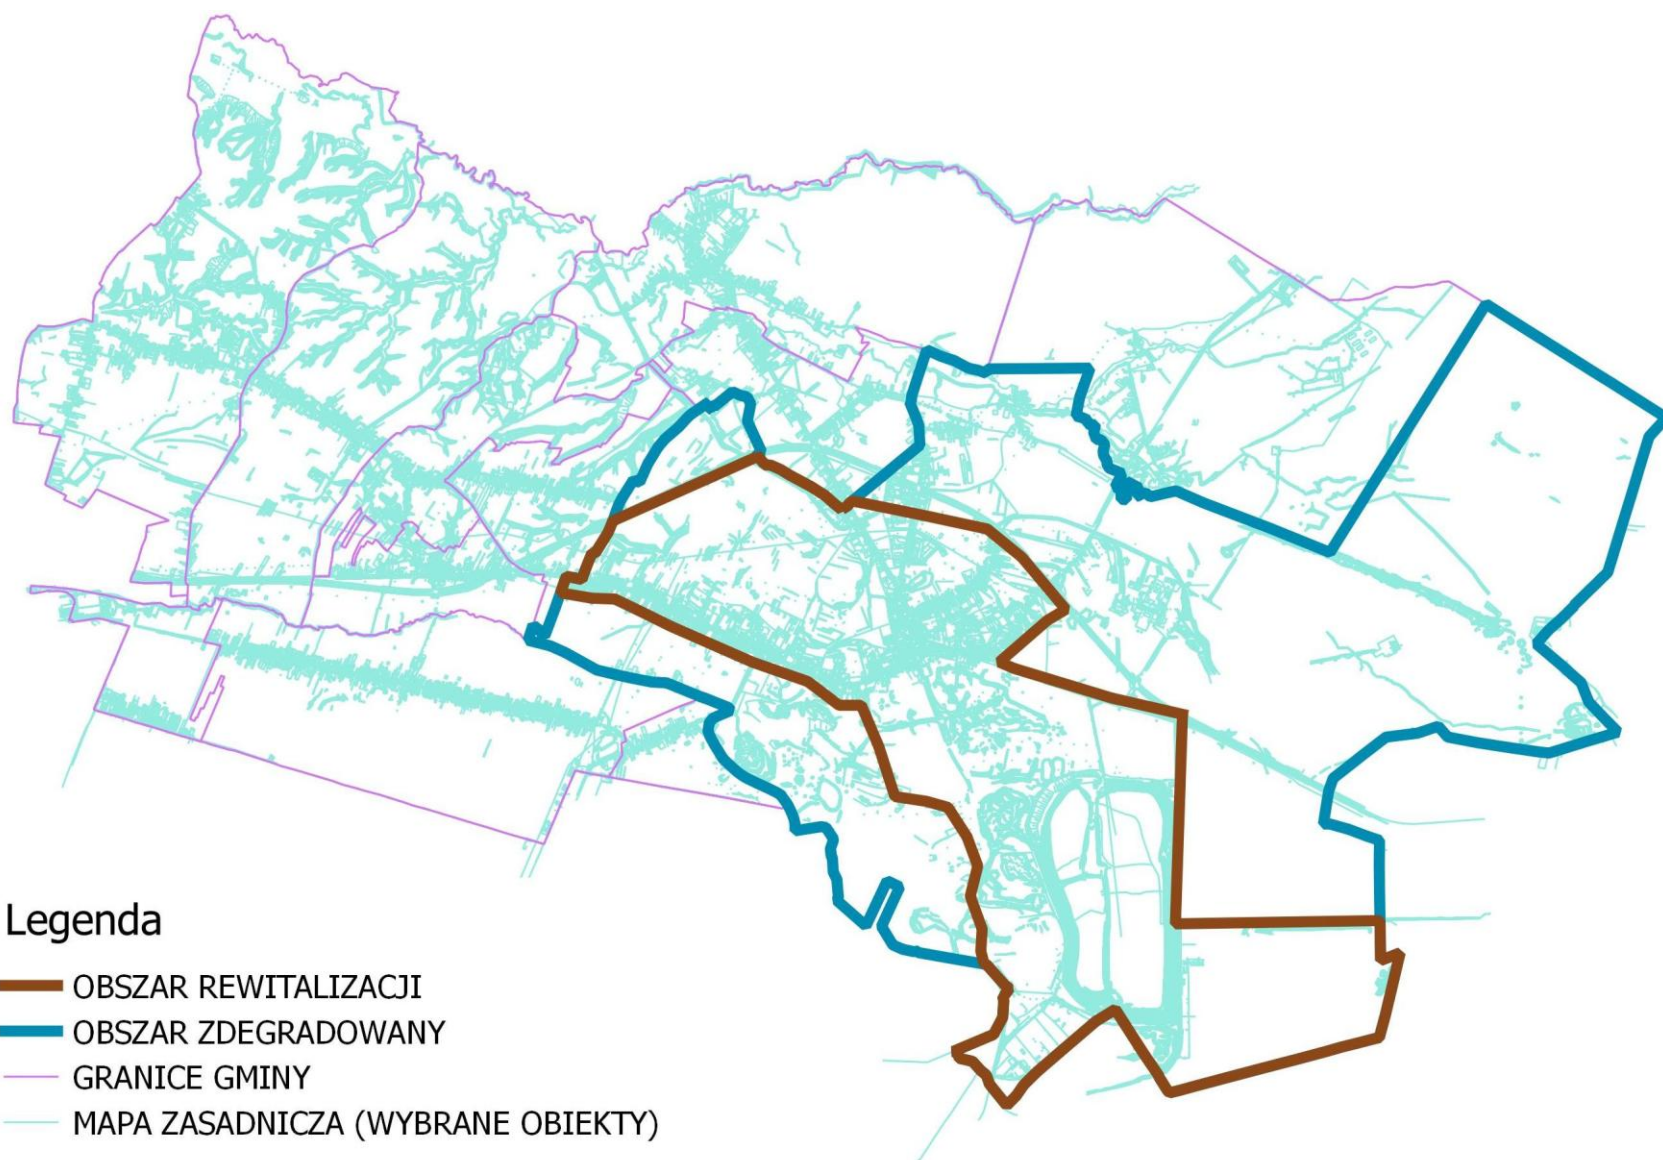 Legenda
OBSZAR REWITALIZACJI
OBSZAR ZDEGRADOWANY
GRANICE GMINY
MAPA ZASADNICZA (WYBRANE OBIEKTY)